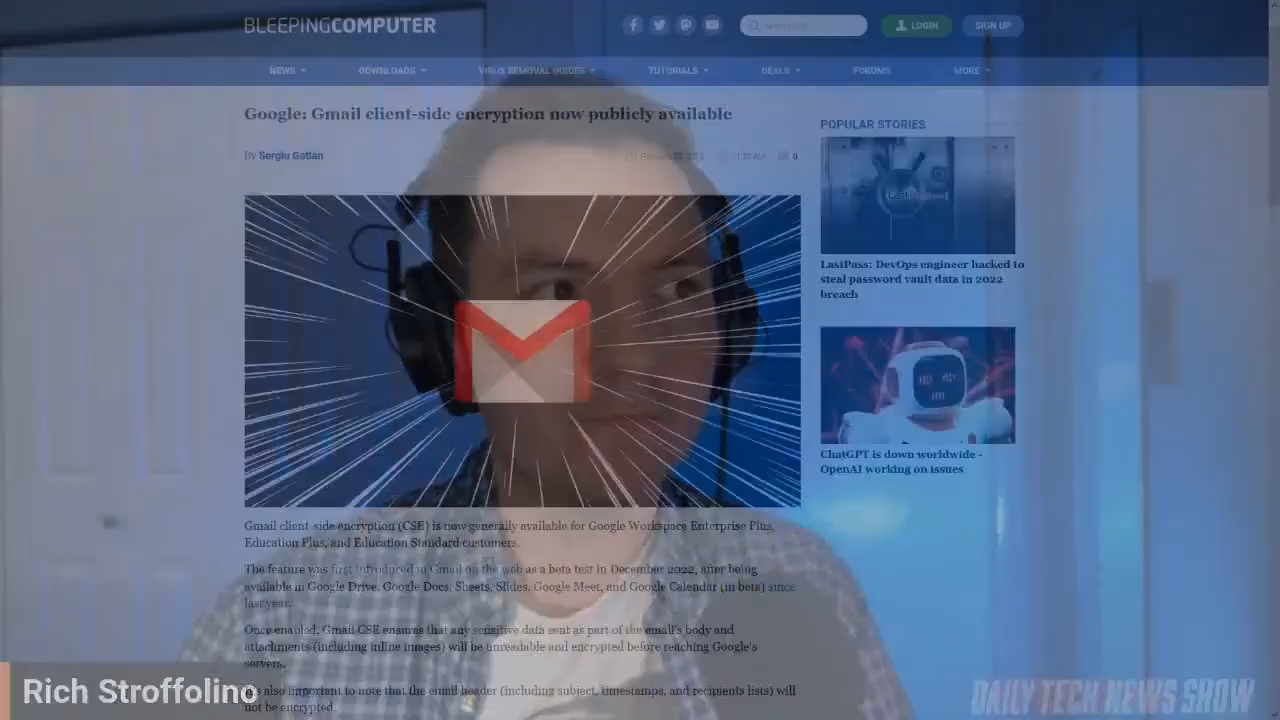 BLEEPINGCOMPUTER
LOGIN
SIGN UP
NEWS
DOWNLOADS
VIRUS REMOVAL GUIDES
TUTORIALS
DEALS
FORUMS
MORE
Google: Gmail client-side encryption now publicly available
By Sergiu Gatlan
0
Gmail client-side encryption (CSE) is now generally available for Google Workspace Enterprise Plus,
Education Plus, and Education Standard customers.
The feature was first introduced in Gmail on the web as a beta test in December 2022, after being
available in Google Drive, Google Docs, Sheets, Slides, Google Meet, and Google Calendar (in beta) since
last year.
Once enabled, Gmail CSE ensures that any sensitive data sent as part of the email's body and
attachments (including inline images) will be unreadable and encrypted before reaching Google's
servers.
also important to note that the email header (including subject, timestamps, and recipients lists) will
not be encrypted.
POPULAR STORIES
LastPass: DevOps engineer hacked to
steal password vault data in 2022
breach
ChatGPT is down worldwide -
OpenAI working on issues
Rich Stroffolino
DAILY TECH NEWS SHOW